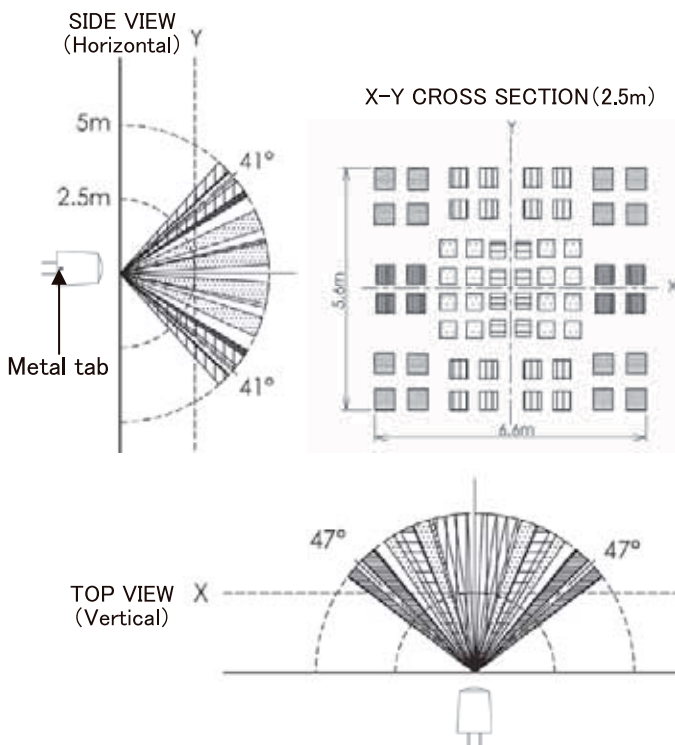 SIDE VIEW
(Horizontal)
Y
5m
41°
2.5m
Metal tab
41°
X-Y CROSS SECTION(2.5m)
Y
X
5.6m
6.6m
47°
47°
TOP VIEW
(Vertical)
X